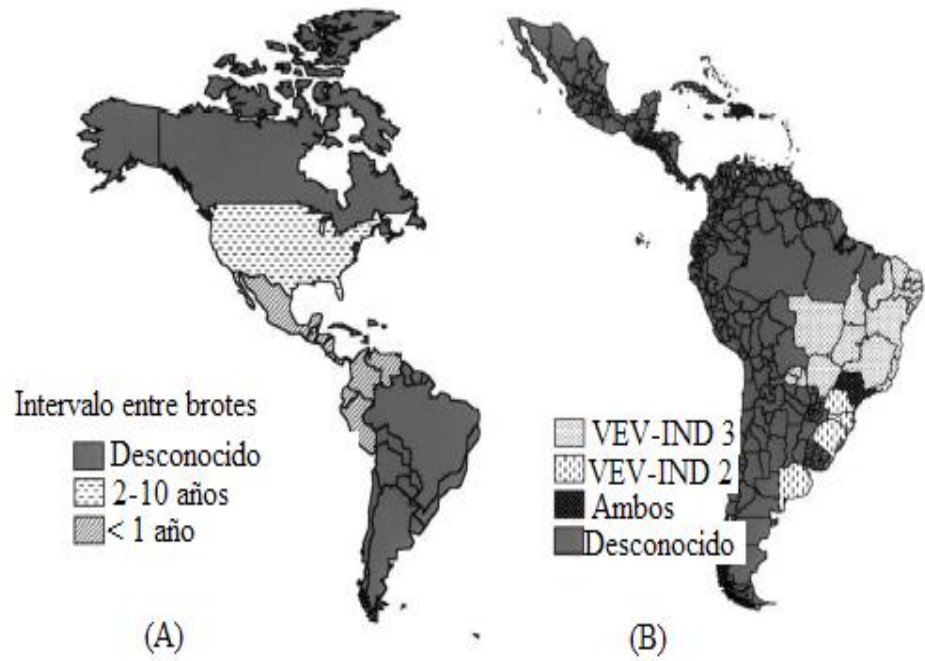 Intervalo entre brotes
Desconocido
2-10 años
< 1 año
(A)
VEV-IND 3
VEV-IND 2
Ambos
Desconocido
(B)